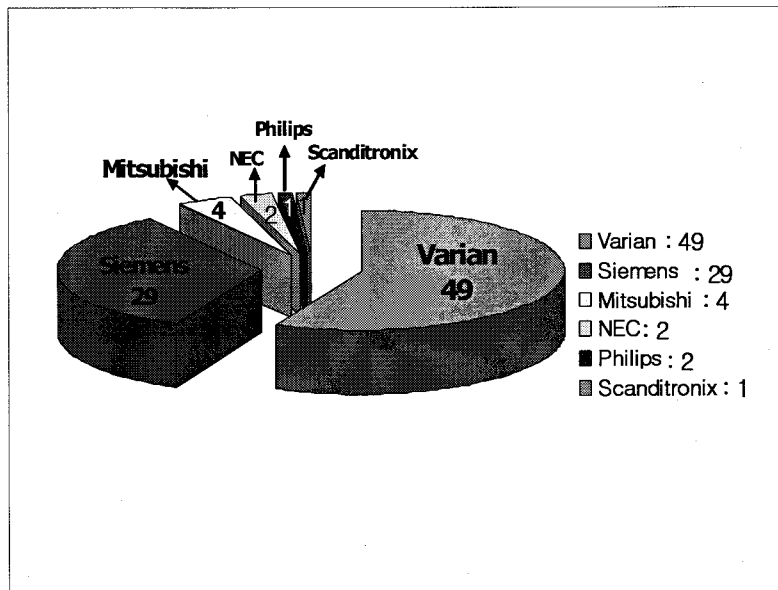 Philips
NEC
Scanditronix
Mitsubishi
4
2
1
1
Siemens
29
Varian
49
Varian : 49
Siemens : 29
Mitsubishi : 4
NEC : 2
Philips : 2
Scanditronix : 1